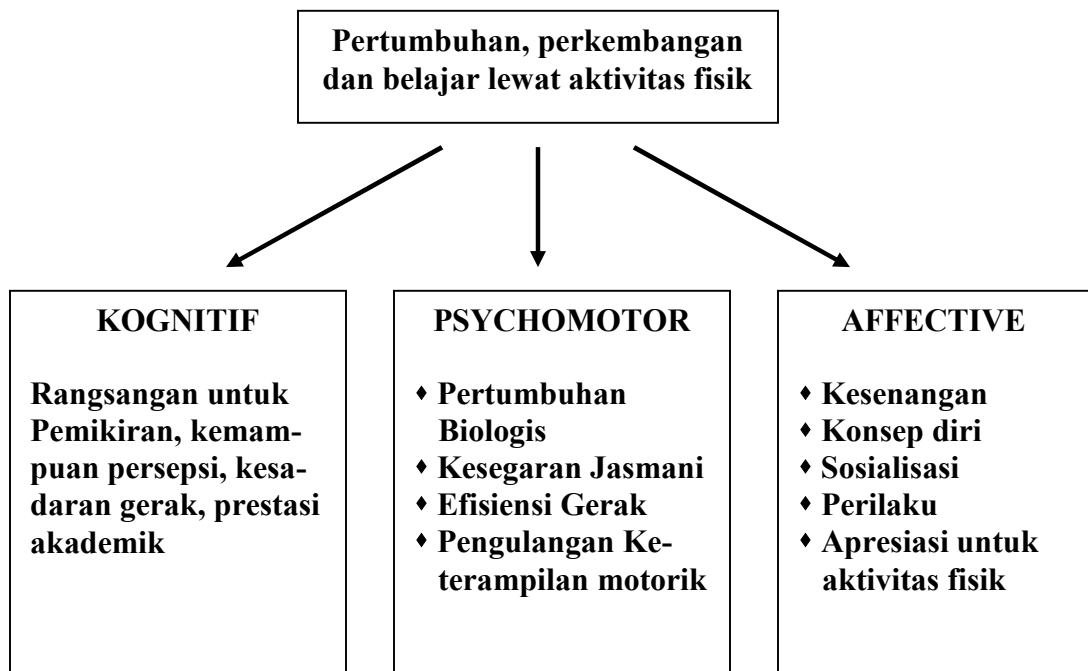 Pertumbuhan, perkembangan
dan belajar lewat aktivitas fisik
KOGNITIF
Rangsangan untuk
Pemikiran, kemam-
puan persepsi, kesa-
daran gerak, prestasi
akademik
PSYCHOMOTOR
♦ Pertumbuhan
Biologis
♦ Kesegaran Jasmani
♦ Efisiensi Gerak
♦ Pengulangan Ke-
terampilan motorik
AFFECTIVE
♦ Kesenangan
♦ Konsep diri
♦ Sosialisasi
♦ Perilaku
♦ Apresiasi untuk
aktivitas fisik